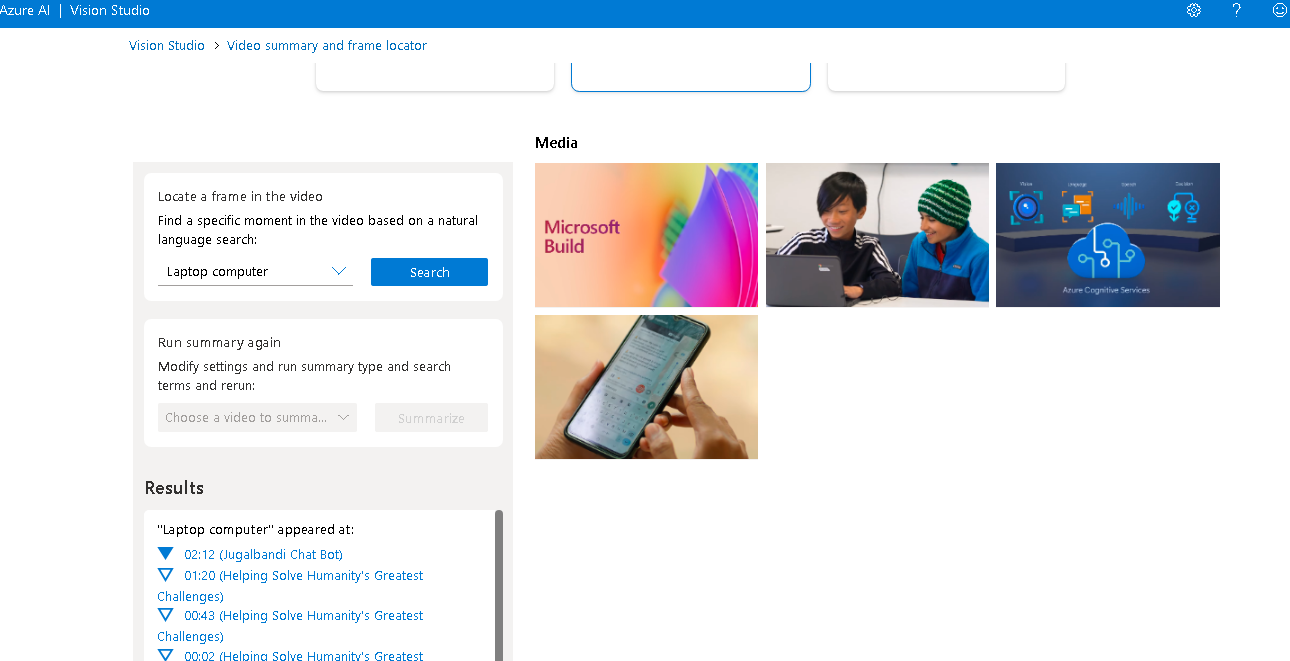 Azure AI | Vision Studio
?
Vision Studio > Video summary and frame locator
Media
Locate a frame in the video
Find a specific moment in the video based on a natural
language search:
Laptop computer
Search
Run summary again
Modify settings and run summary type and search
terms and rerun:
Choose a video to summa...
Summarize
Results
"Laptop computer" appeared at:
02:12 (Jugalbandi Chat Bot)
01:20 (Helping Solve Humanity's Greatest
Challenges)
00:43 (Helping Solve Humanity's Greatest
Challenges)
00:02 (Helping Solve Humanity's Greatest
Microsoft
Build
Vision Language Speech Decision
Azure Cognitive Services